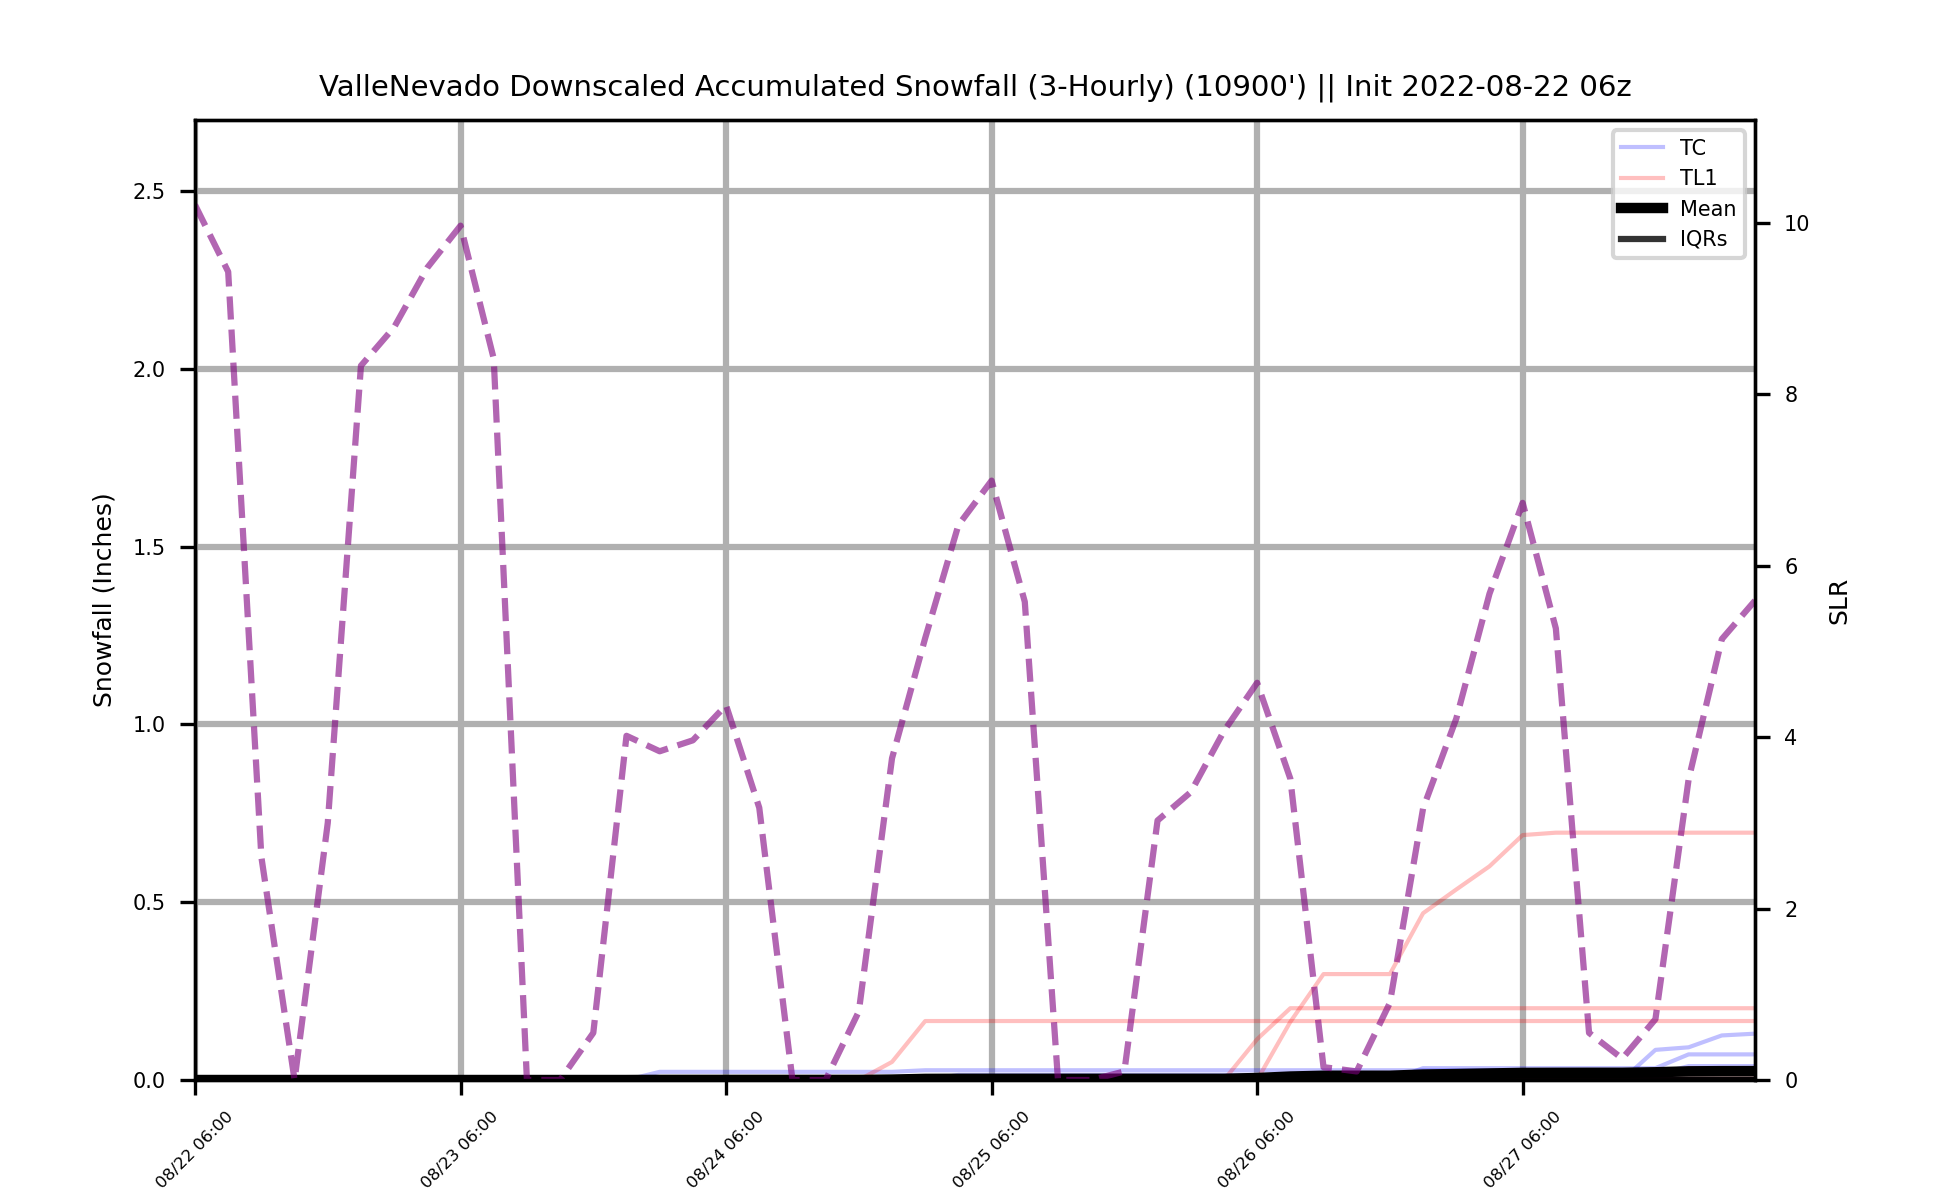 ValleNevado Downscaled Accumulated Snowfall (3-Hourly) (10900') || Init 2022-08-22 06z
TC
TL1
Mean
IQRs
Snowfall (Inches)
2.5
2.0
1.5
1.0
0.5
0.0
10
8
6
4
2
0
SLR
08/22 06:00
08/23 06:00
08/24 06:00
08/25 06:00
08/26 06:00
08/27 06:00